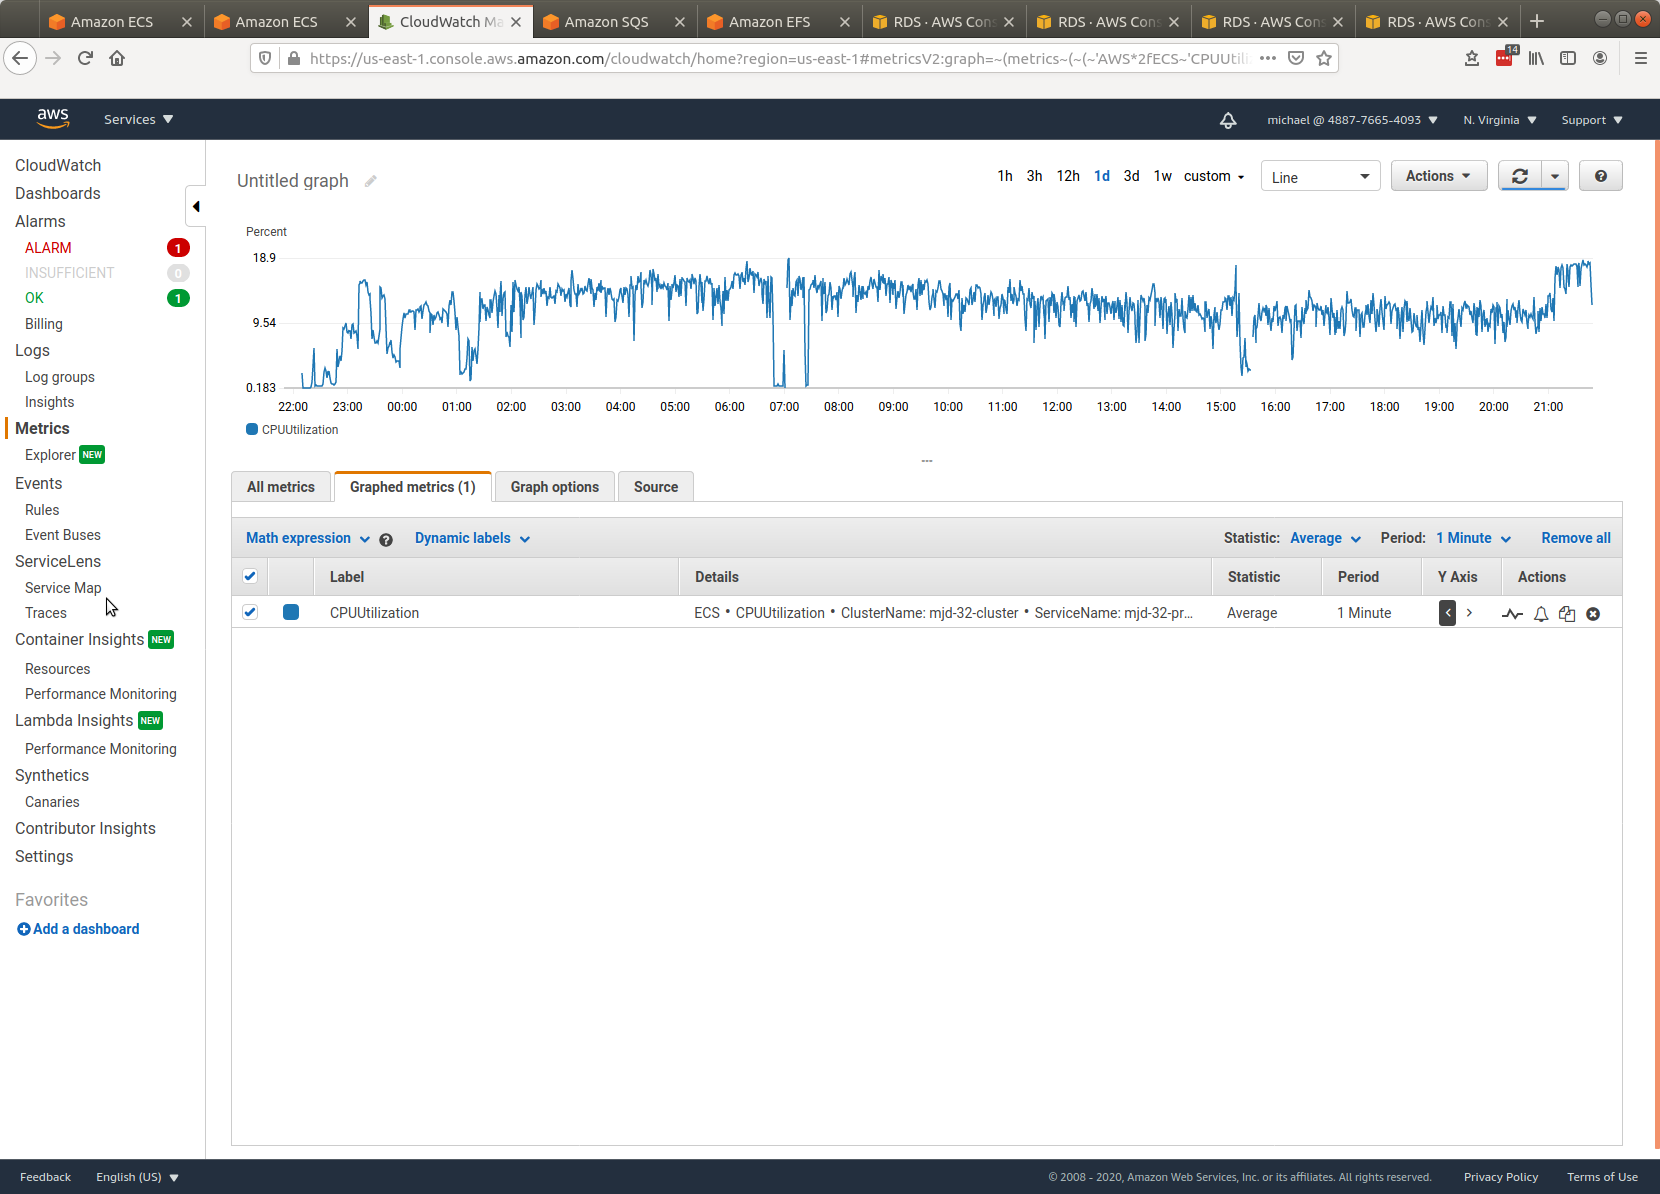 Amazon ECS
Amazon ECS
CloudWatch Ma
Amazon SQS
Amazon EFS
RDS · AWS Cons
RDS · AWS Cons
RDS · AWS Cons
RDS · AWS Cons
https://us-east-1.console.aws.amazon.com/cloudwatch/home?region=us-east-1#metricsV2:graph=~(metrics~(~(~'AWS*2fECS~'CPUUtili
14
aws
Services
michael @ 4887-7665-4093
N. Virginia
Support
CloudWatch
Dashboards
Alarms
ALARM 1
INSUFFICIENT 0
OK 1
Billing
Logs
Log groups
Insights
Metrics
Explorer NEW
Events
Rules
Event Buses
ServiceLens
Service Map
Traces
Container Insights NEW
Resources
Performance Monitoring
Lambda Insights NEW
Performance Monitoring
Synthetics
Canaries
Contributor Insights
Settings
Favorites
Add a dashboard
Untitled graph
1h 3h 12h 1d 3d 1w custom
Line
Actions
Percent
18.9
9.54
0.183
22:00 23:00 00:00 01:00 02:00 03:00 04:00 05:00 06:00 07:00 08:00 09:00 10:00 11:00 12:00 13:00 14:00 15:00 16:00 17:00 18:00 19:00 20:00 21:00
CPUUtilization
All metrics
Graphed metrics (1)
Graph options
Source
Math expression
Dynamic labels
Statistic: Average
Period: 1 Minute
Remove all
Label Details Statistic Period Y Axis Actions
CPUUtilization ECS • CPUUtilization • ClusterName: mjd-32-cluster • ServiceName: mjd-32-pr... Average 1 Minute < >
Feedback
English (US)
© 2008 - 2020, Amazon Web Services, Inc. or its affiliates. All rights reserved.
Privacy Policy
Terms of Use